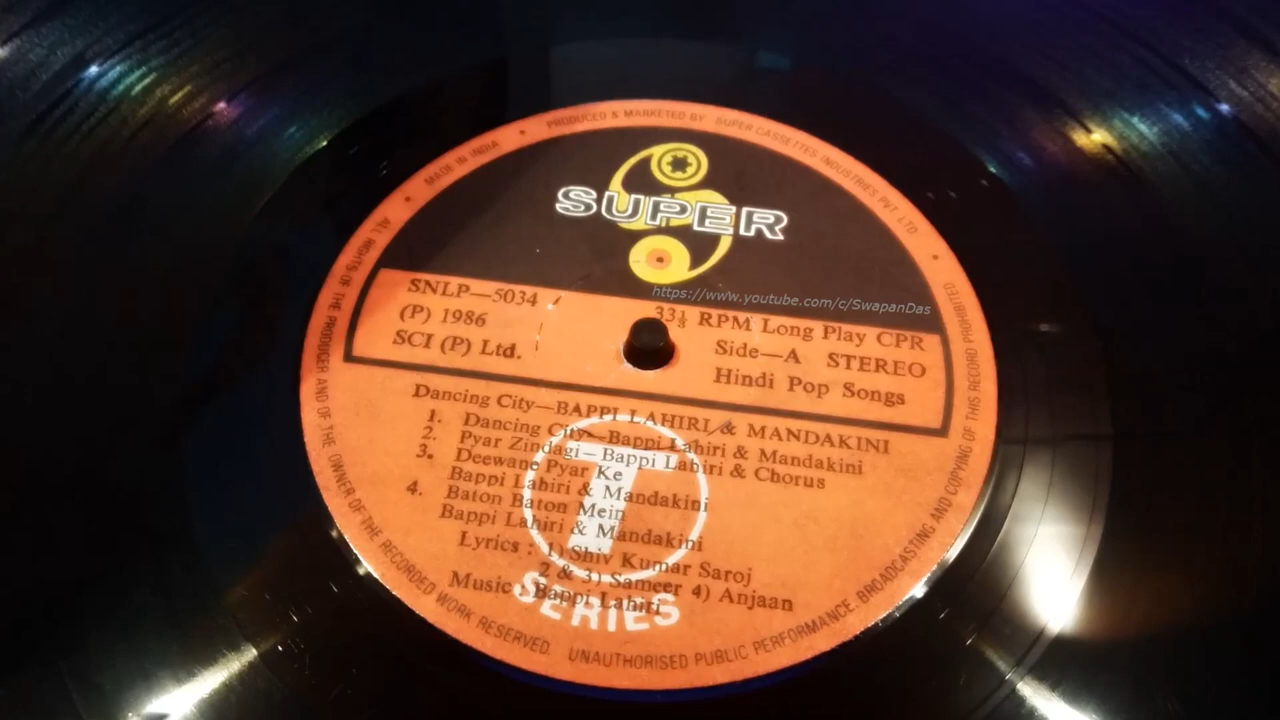 MADE IN INDIA • PRODUCED & MARKETED BY SUPER CASSETTES INDUSTRIES PVT. LTD.
SUPER
https://www.youtube.com/c/SwapanDas
SNLP—5034
(P) 1986
SCI (P) Ltd.
33⅓ RPM Long Play CPR
Side—A STEREO
Hindi Pop Songs
Dancing City—BAPPI LAHIRI & MANDAKINI
1. Dancing City—Bappi Lahiri & Mandakini
2. Pyar Zindagi—Bappi Lahiri & Chorus
3. Deewane Pyar Ke
Bappi Lahiri & Mandakini
4. Baton Baton Mein
Bappi Lahiri & Mandakini
Lyrics : 1) Shiv Kumar Saroj
2 & 3) Sameer 4) Anjaan
Music : Bappi Lahiri
T
SERIES
ALL RIGHTS OF THE PRODUCER AND OF THE OWNER OF THE RECORDED WORK RESERVED. UNAUTHORISED PUBLIC PERFORMANCE. BROADCASTING AND COPYING OF THIS RECORD PROHIBITED